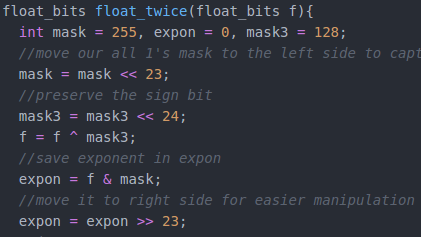 float_bits float_twice(float_bits f){
int mask = 255, expon = 0, mask3 = 128;
//move our all 1's mask to the left side to capt
mask = mask << 23;
//preserve the sign bit
mask3 = mask3 << 24;
f = f ^ mask3;
//save exponent in expon
expon = f & mask;
//move it to right side for easier manipulation
expon = expon >> 23;